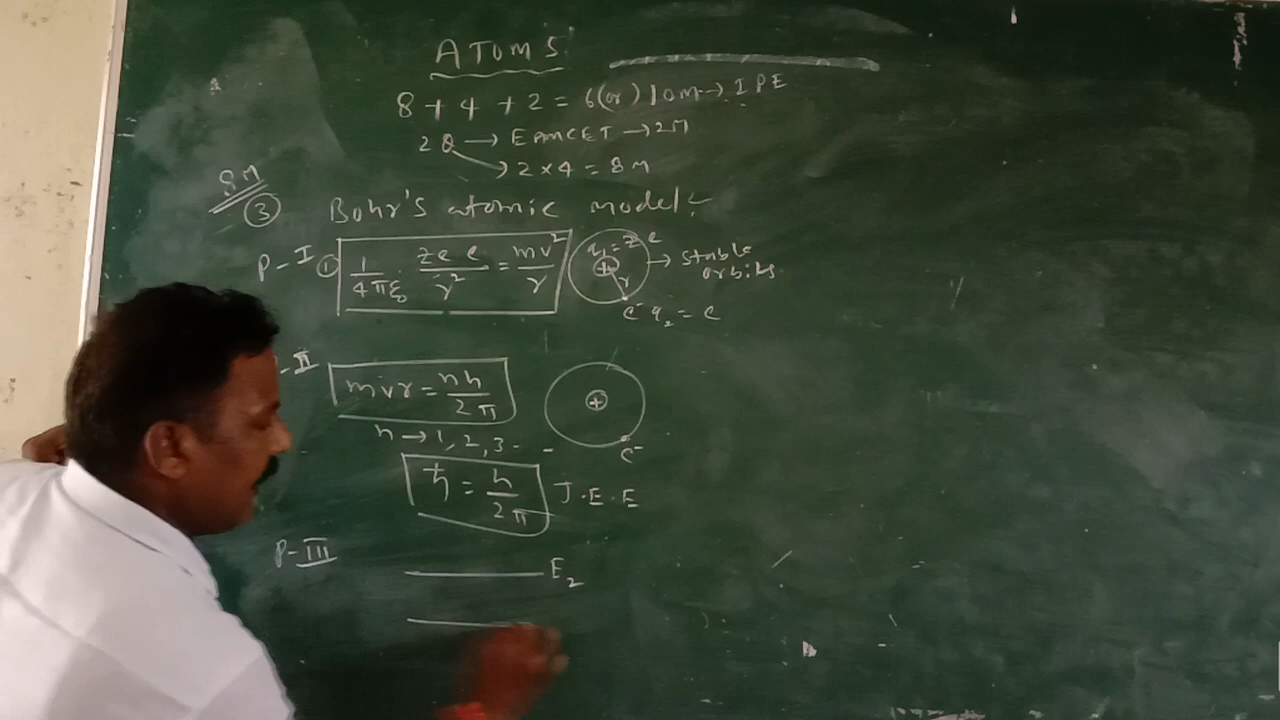 ATOMS
8 + 4 + 2 = 6(or) 10M → IPE
2Q → EAMCET → 2M
→ 2 × 4 = 8M
8M
③ Bohr's atomic model :-
P-I ① 1/4πξ₀ · ze e/r² = mv²/r
q₁ = ze
+
r
→ stable orbits
e⁻ q₂ = e
-II mvr = nh/2π
+
e⁻
n → 1, 2, 3 - -
ħ = h/2π J.E.E
P-III
E₂